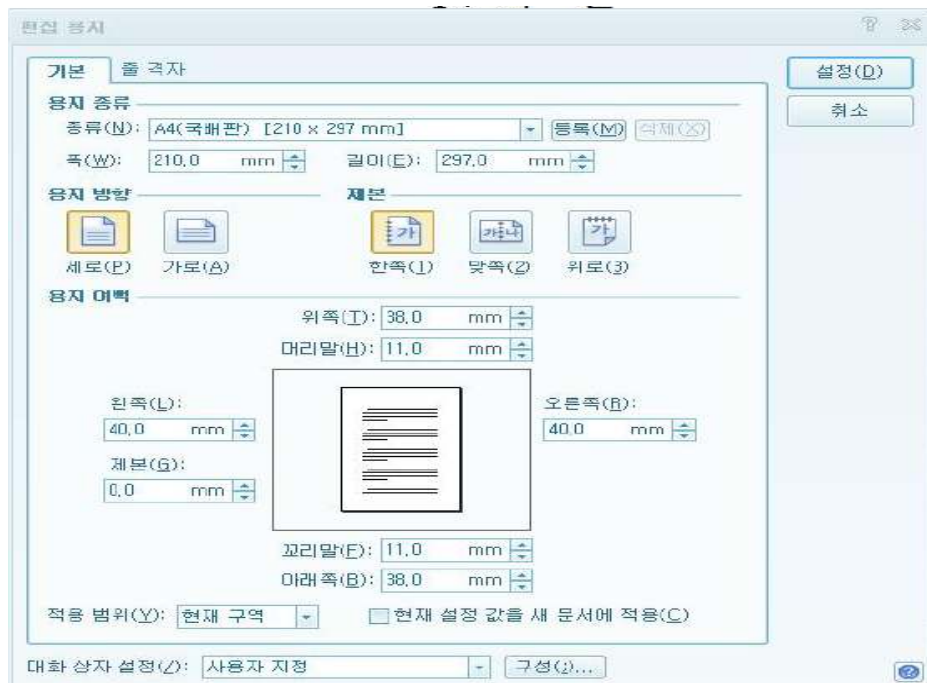 편집 용지
기본 줄 격자
설정(D)
취소
용지 종류
종류(N): A4(국배판) [210 x 297 mm] 등록(M) 삭제(X)
폭(W): 210,0 mm 길이(E): 297,0 mm
용지 방향 제본
가
가 나
가
세로(P) 가로(A) 한쪽(1) 맞쪽(2) 위로(3)
용지 여백
위쪽(T): 38,0 mm
머리말(H): 11,0 mm
왼쪽(L): 오른쪽(R):
40,0 mm 40,0 mm
제본(G):
0,0 mm
꼬리말(F): 11,0 mm
아래쪽(B): 38,0 mm
적용 범위(Y): 현재 구역 현재 설정 값을 새 문서에 적용(C)
대화 상자 설정(/): 사용자 지정 구성(J)...